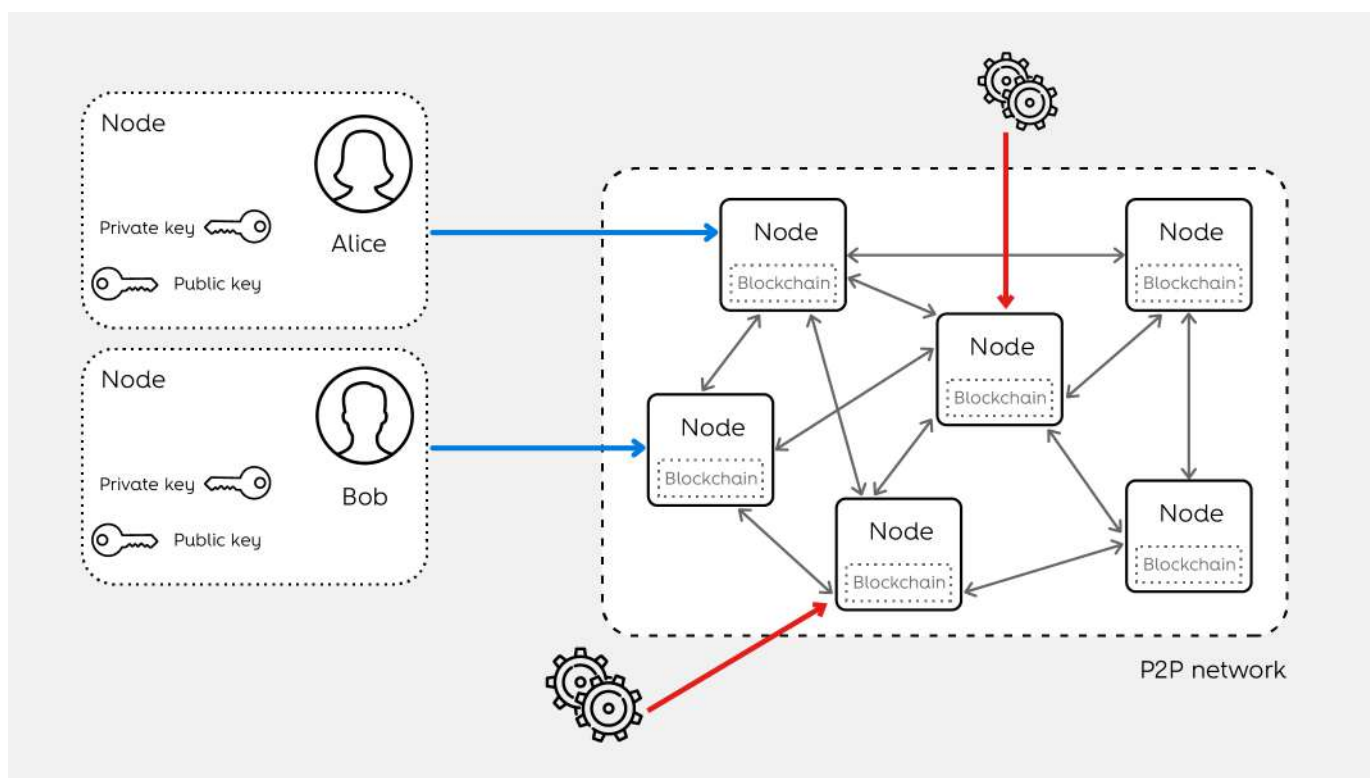 Node
Private key
Alice
Public key
Node
Private key
Bob
Public key
Node
Blockchain
Node
Blockchain
Node
Blockchain
Node
Blockchain
Node
Blockchain
Node
Blockchain
P2P network